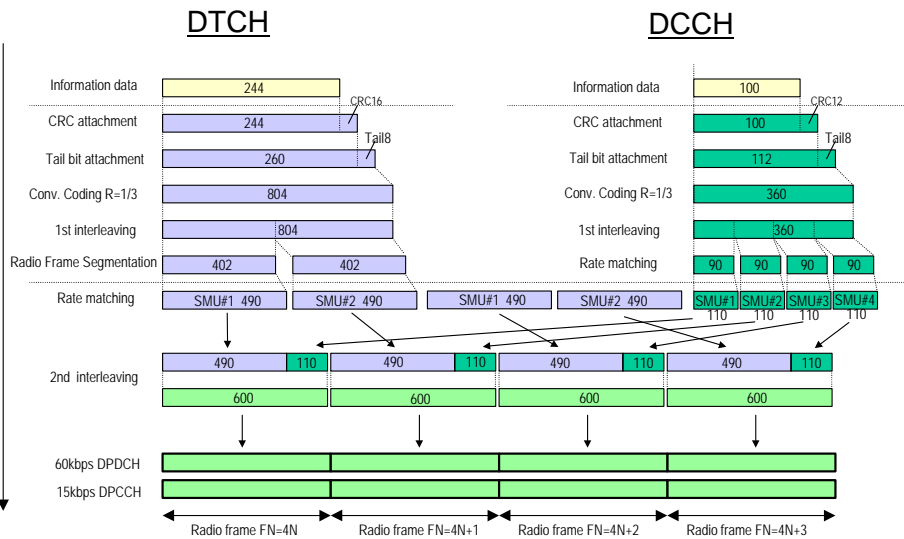 DTCH DCCH
Information data 244 Information data 100
CRC16 CRC12
CRC attachment 244 CRC attachment 100
Tail8 Tail8
Tail bit attachment 260 Tail bit attachment 112
Conv. Coding R=1/3 804 Conv. Coding R=1/3 360
1st interleaving 804 1st interleaving 360
Radio Frame Segmentation 402 402 Rate matching 90 90 90 90
Rate matching SMU#1 490 SMU#2 490 SMU#1 490 SMU#2 490 SMU#1 SMU#2 SMU#3 SMU#4
110 110 110 110
490 110 490 110 490 110 490 110
2nd interleaving
600 600 600 600
60kbps DPDCH
15kbps DPCCH
Radio frame FN=4N Radio frame FN=4N+1 Radio frame FN=4N+2 Radio frame FN=4N+3